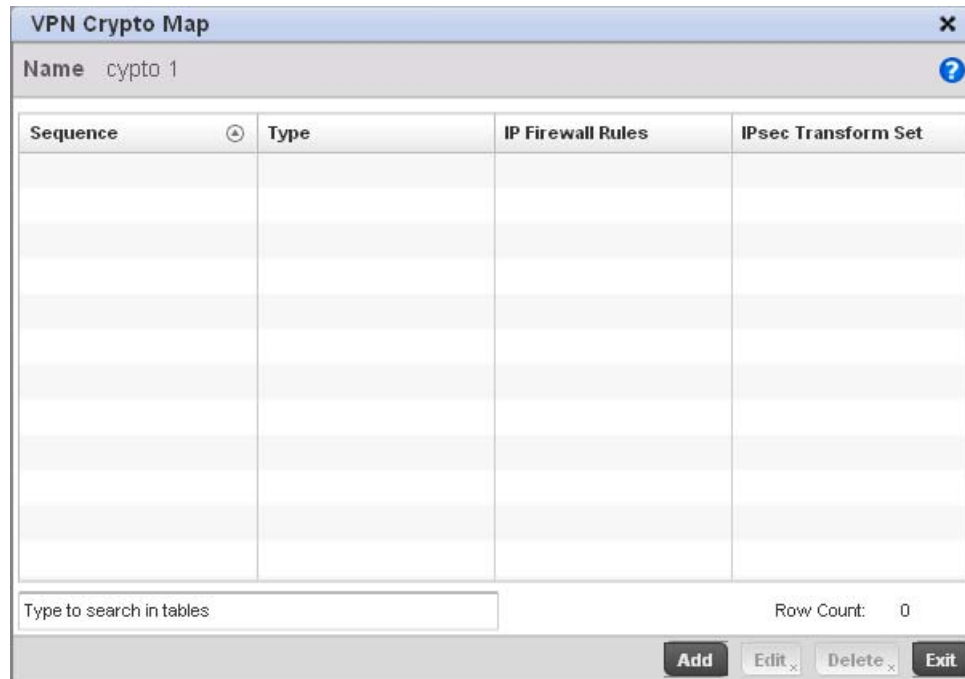 VPN Crypto Map
Name cypto 1
Sequence Type IP Firewall Rules IPsec Transform Set
Type to search in tables Row Count: 0
Add Edit Delete Exit